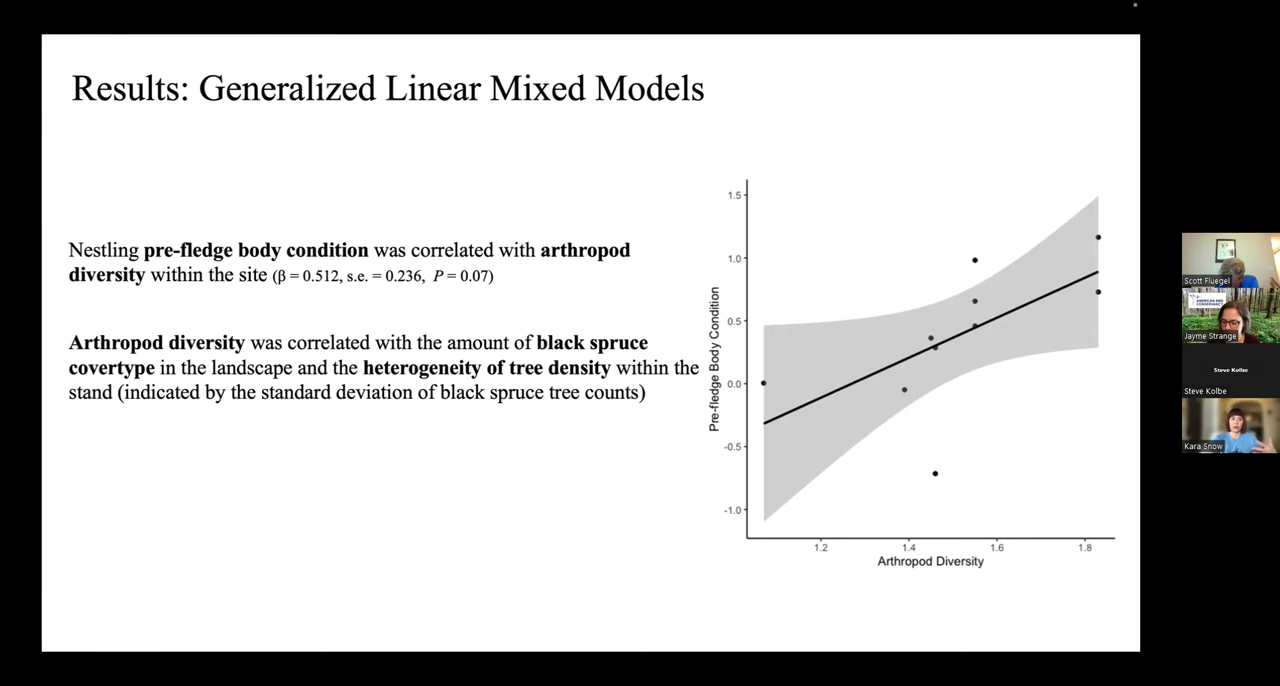 Results: Generalized Linear Mixed Models
Nestling pre-fledge body condition was correlated with arthropod
diversity within the site (β = 0.512, s.e. = 0.236, P = 0.07)
Arthropod diversity was correlated with the amount of black spruce
covertype in the landscape and the heterogeneity of tree density within the
stand (indicated by the standard deviation of black spruce tree counts)
Pre-fledge Body Condition
1.5
1.0
0.5
0.0
-0.5
-1.0
1.2 1.4 1.6 1.8
Arthropod Diversity
Scott Fluegel
AMERICAN BIRD
CONSERVANCY
Jayme Strange
Steve Kolbe
Steve Kolbe
Kara Snow